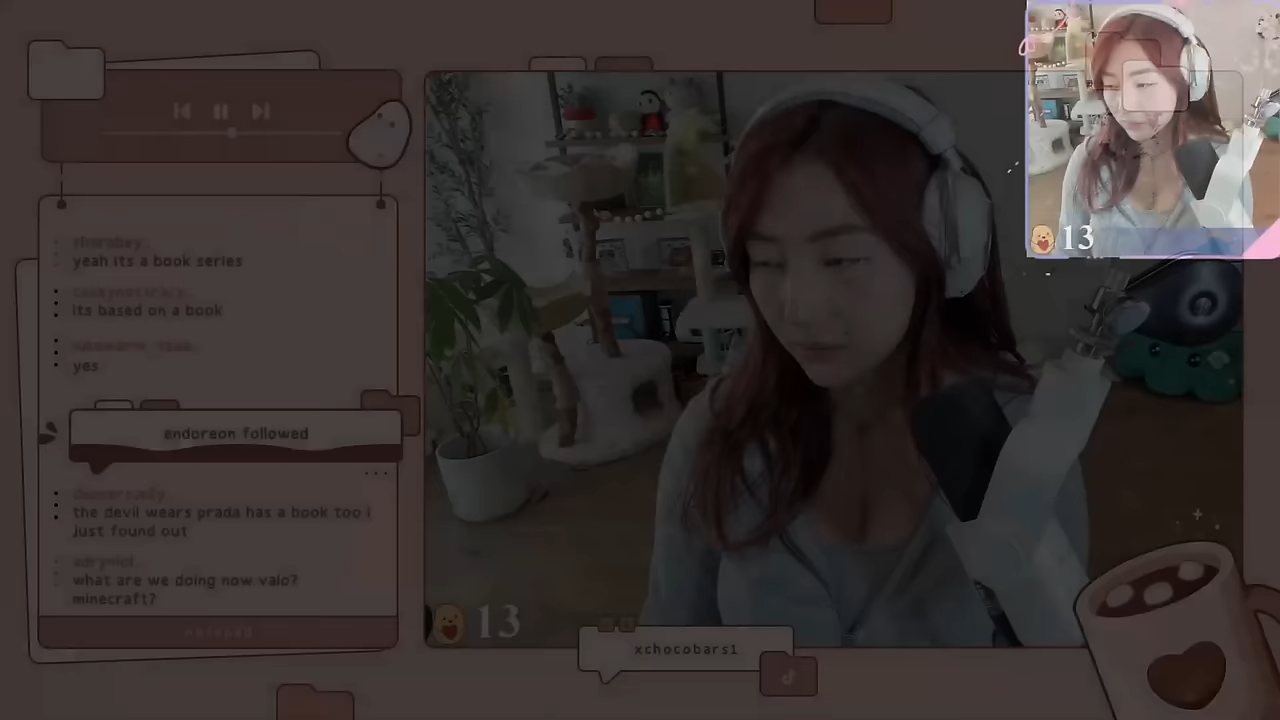 yeah its a book series
its based on a book
yes
endoreon followed
the devil wears prada has a book too i
just found out
what are we doing now valo?
minecraft?
notepad
13
xchocobars1
13